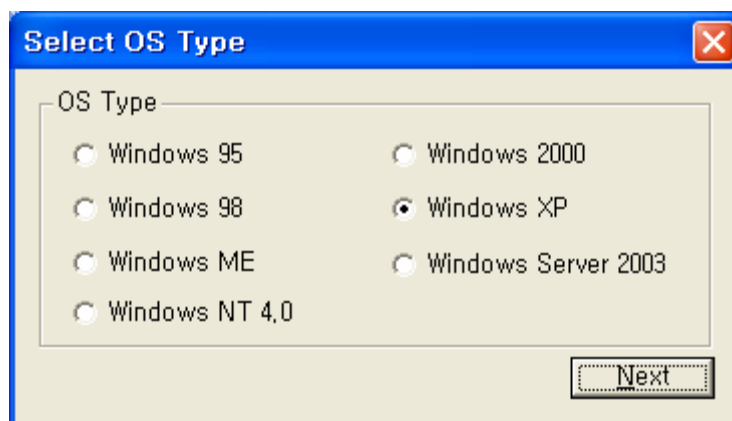 Select OS Type
OS Type
Windows 95
Windows 98
Windows ME
Windows NT 4,0
Windows 2000
Windows XP
Windows Server 2003
Next